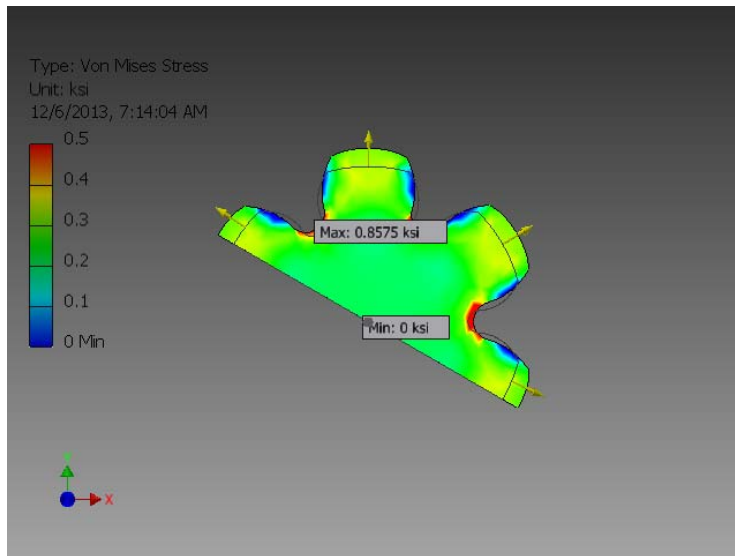 Type: Von Mises Stress
Unit: ksi
12/6/2013, 7:14:04 AM
0.5
0.4
0.3
0.2
0.1
0 Min
Max: 0.8575 ksi
Min: 0 ksi
Y
X